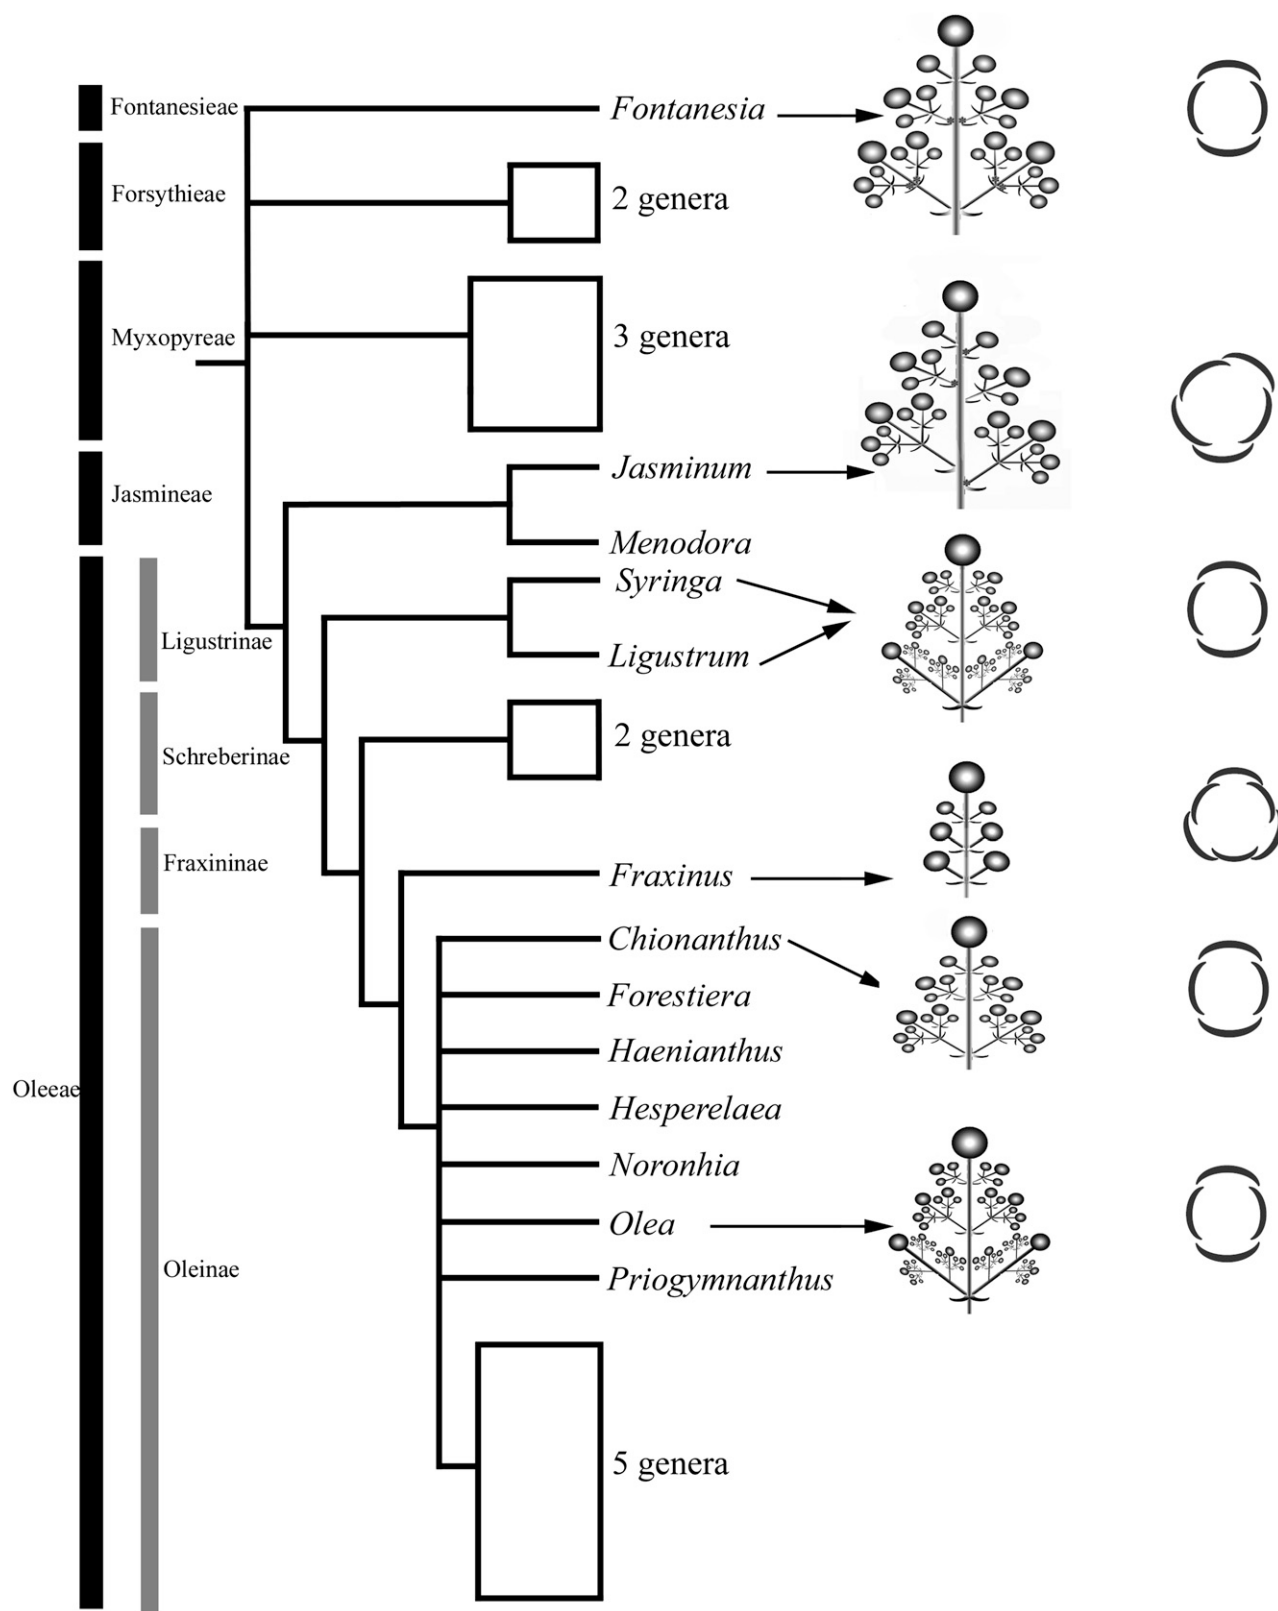 Fontanesieae
Fontanesia
Forsythieae
2 genera
Myxopyreae
3 genera
Jasmineae
Jasminum
Menodora
Syringa
Ligustrinae
Ligustrum
Schreberinae
2 genera
Fraxininae
Fraxinus
Chionanthus
Forestiera
Haenianthus
Oleeae
Hesperelaea
Noronhia
Olea
Oleinae
Priogymnanthus
5 genera